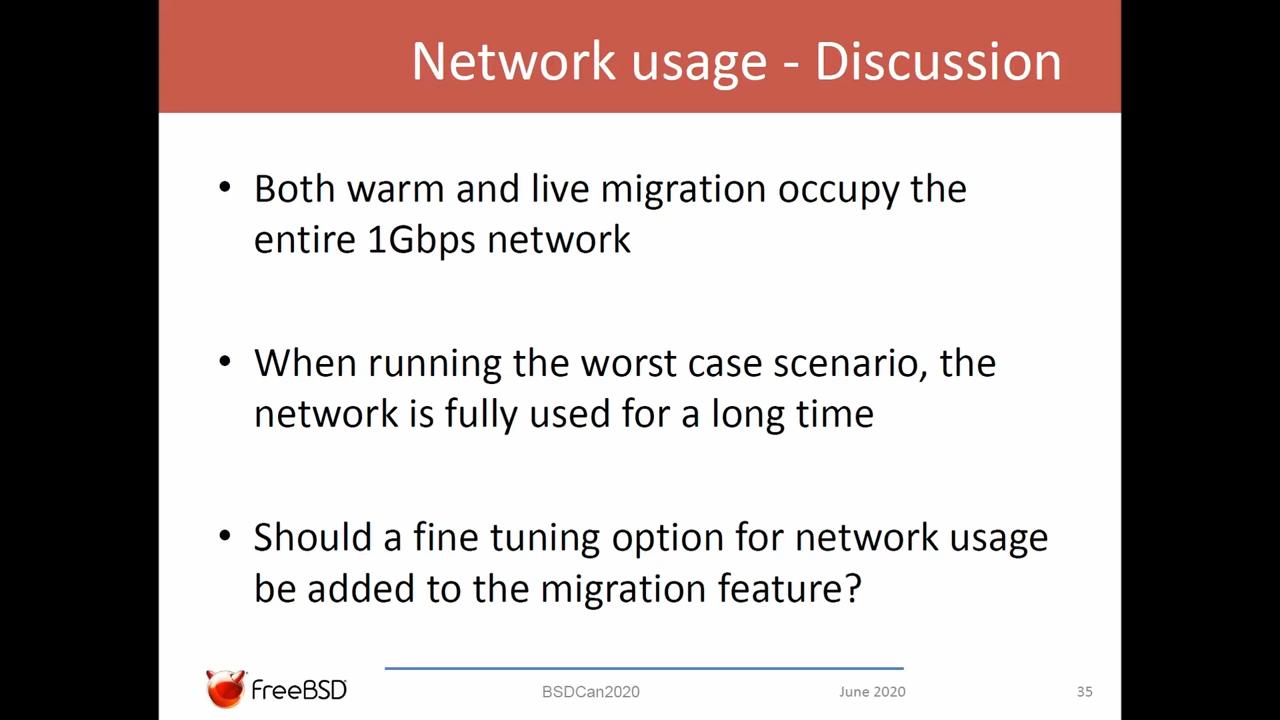 Network usage - Discussion
• Both warm and live migration occupy the
entire 1Gbps network
• When running the worst case scenario, the
network is fully used for a long time
• Should a fine tuning option for network usage
be added to the migration feature?
FreeBSD
BSDCan2020
June 2020
35